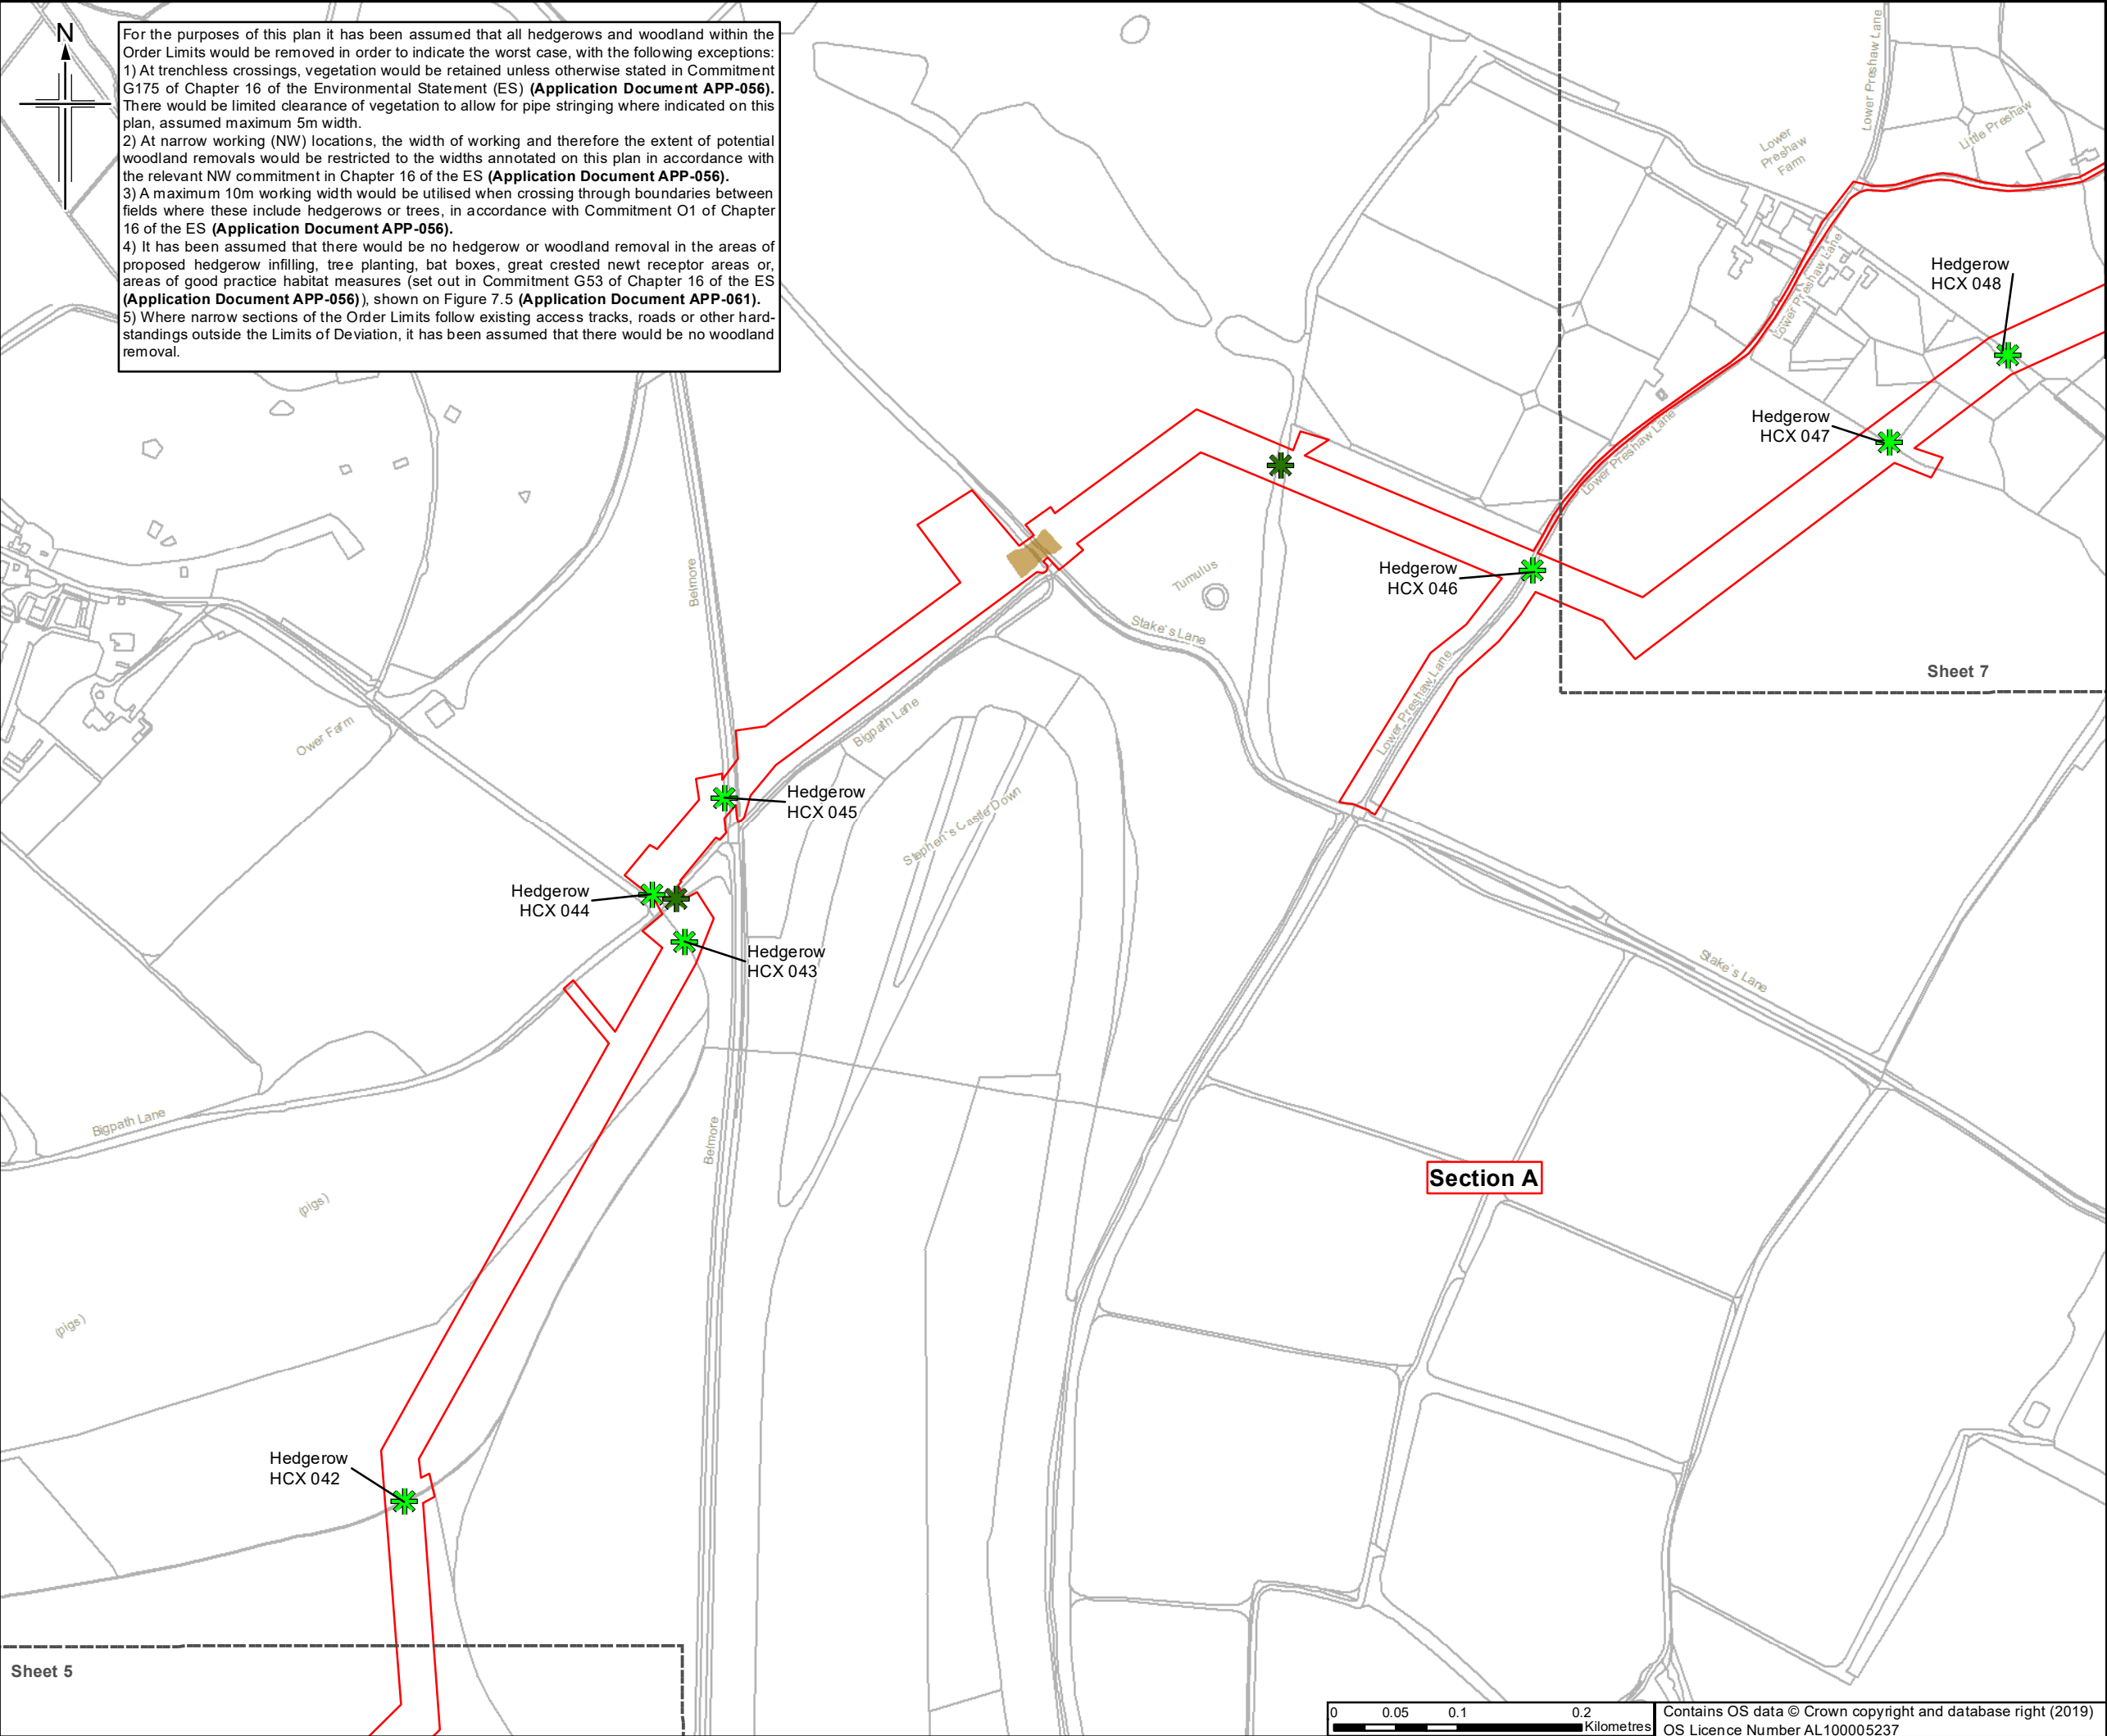 N
For the purposes of this plan it has been assumed that all hedgerows and woodland within the
Order Limits would be removed in order to indicate the worst case, with the following exceptions:
1) At trenchless crossings, vegetation would be retained unless otherwise stated in Commitment
G175 of Chapter 16 of the Environmental Statement (ES) (Application Document APP-056).
There would be limited clearance of vegetation to allow for pipe stringing where indicated on this
plan, assumed maximum 5m width.
2) At narrow working (NW) locations, the width of working and therefore the extent of potential
woodland removals would be restricted to the widths annotated on this plan in accordance with
the relevant NW commitment in Chapter 16 of the ES (Application Document APP-056).
3) A maximum 10m working width would be utilised when crossing through boundaries between
fields where these include hedgerows or trees, in accordance with Commitment O1 of Chapter
16 of the ES (Application Document APP-056).
4) It has been assumed that there would be no hedgerow or woodland removal in the areas of
proposed hedgerow infilling, tree planting, bat boxes, great crested newt receptor areas or,
areas of good practice habitat measures (set out in Commitment G53 of Chapter 16 of the ES
(Application Document APP-056)), shown on Figure 7.5 (Application Document APP-061).
5) Where narrow sections of the Order Limits follow existing access tracks, roads or other hard-
standings outside the Limits of Deviation, it has been assumed that there would be no woodland
removal.
Lower Preshaw Lane
Little Preshaw
Lower
Preshaw
Farm
Lower Preshaw Lane
Hedgerow
HCX 048
Hedgerow
HCX 047
Lower Preshaw Lane
Belmore
Tumulus
Hedgerow
HCX 046
Stake's Lane
Sheet 7
Lower Preshaw Lane
Bigpath Lane
Ower Farm
Hedgerow
HCX 045
Stephen's Castle Down
Hedgerow
HCX 044
Hedgerow
HCX 043
Stake's Lane
Bigpath Lane
Belmore
Section A
(pigs)
(pigs)
Hedgerow
HCX 042
Sheet 5
0 0.05 0.1 0.2
Kilometres
Contains OS data © Crown copyright and database right (2019)
OS Licence Number AL100005237